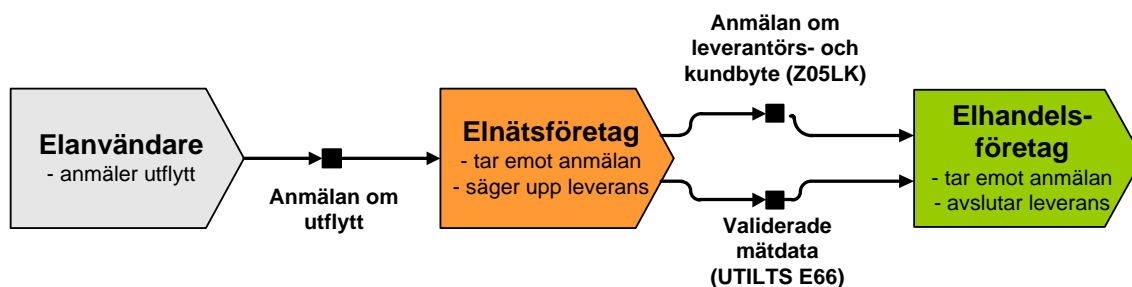 Elanvändare
- anmäler utflytt
Anmälan om
utflytt
Elnätsföretag
- tar emot anmälan
- säger upp leverans
Anmälan om
leverantörs- och
kundbyte (Z05LK)
Validerade
mätdata
(UTILTS E66)
Elhandels-
företag
- tar emot anmälan
- avslutar leverans